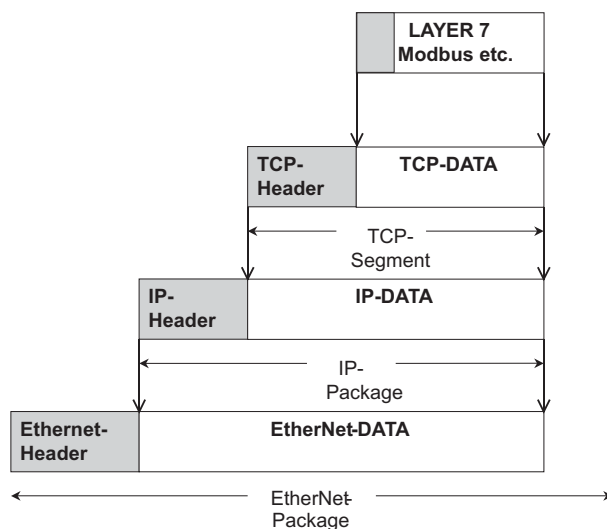 LAYER 7
Modbus etc.
TCP-
Header
TCP-DATA
TCP-
Segment
IP-
Header
IP-DATA
IP-
Package
Ethernet-
Header
EtherNet-DATA
EtherNet-
Package